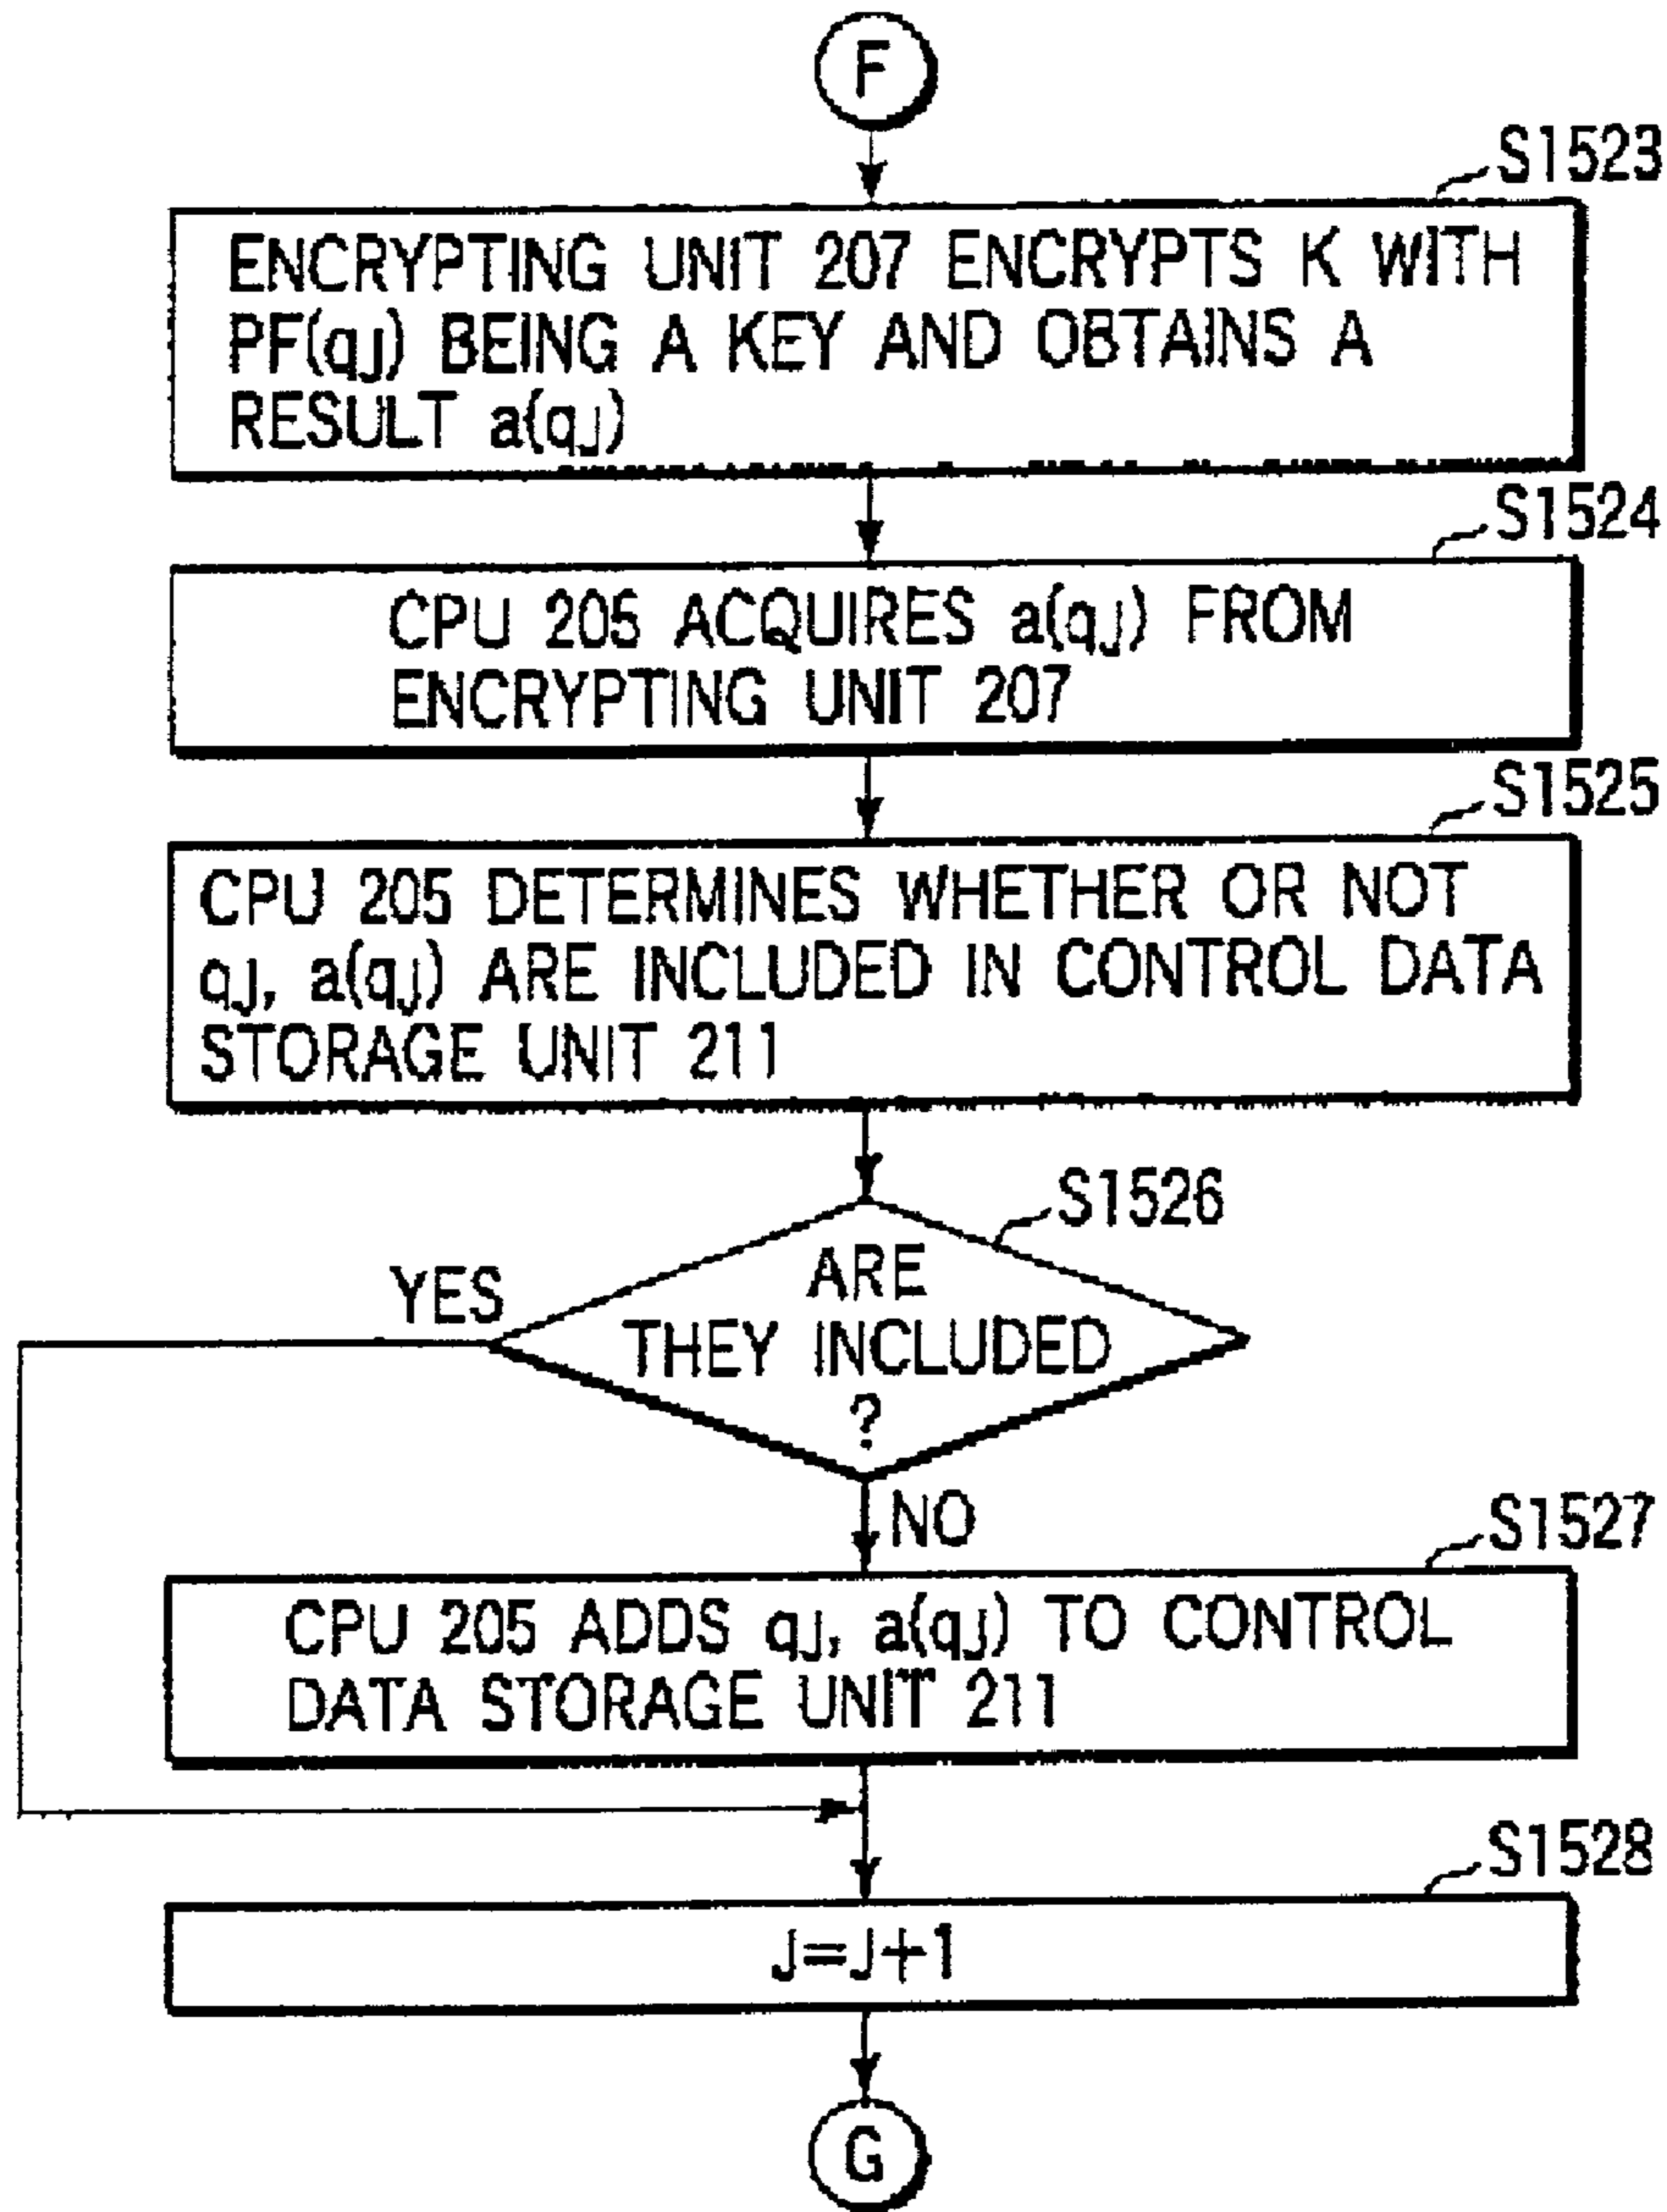 F
S1523
ENCRYPTING UNIT 207 ENCRYPTS K WITH
PF(qj) BEING A KEY AND OBTAINS A
RESULT a(qj)
S1524
CPU 205 ACQUIRES a(qj) FROM
ENCRYPTING UNIT 207
S1525
CPU 205 DETERMINES WHETHER OR NOT
qj, a(qj) ARE INCLUDED IN CONTROL DATA
STORAGE UNIT 211
S1526
ARE
THEY INCLUDED
?
YES
NO
S1527
CPU 205 ADDS qj, a(qj) TO CONTROL
DATA STORAGE UNIT 211
S1528
j=j+1
G